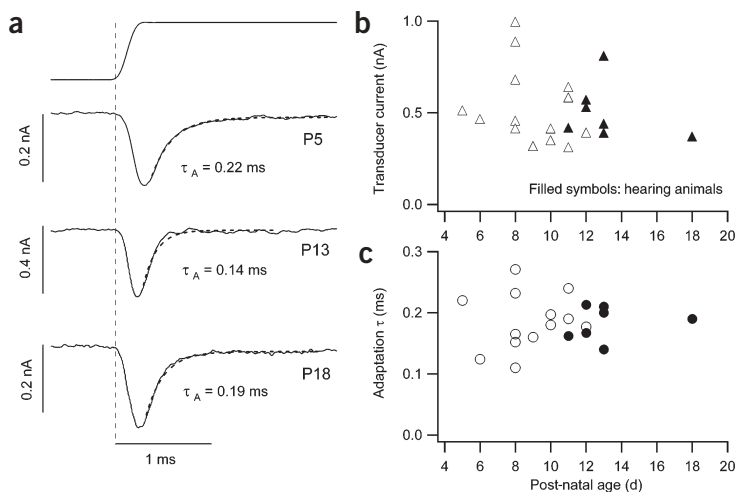 a
0.2 nA
P5
τ A = 0.22 ms
0.4 nA
P13
τ A = 0.14 ms
0.2 nA
P18
τ A = 0.19 ms
1 ms
b
Transducer current (nA)
1.0
0.5
0.0
Filled symbols: hearing animals
4 6 8 10 12 14 16 18 20
c
Adaptation τ (ms)
0.3
0.2
0.1
0.0
4 6 8 10 12 14 16 18 20
Post-natal age (d)